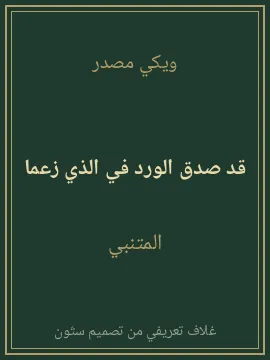 ويكي مصدر
قد صدق الورد في الذي زعما
المتنبي
غلاف تعريفي من تصميم سثون